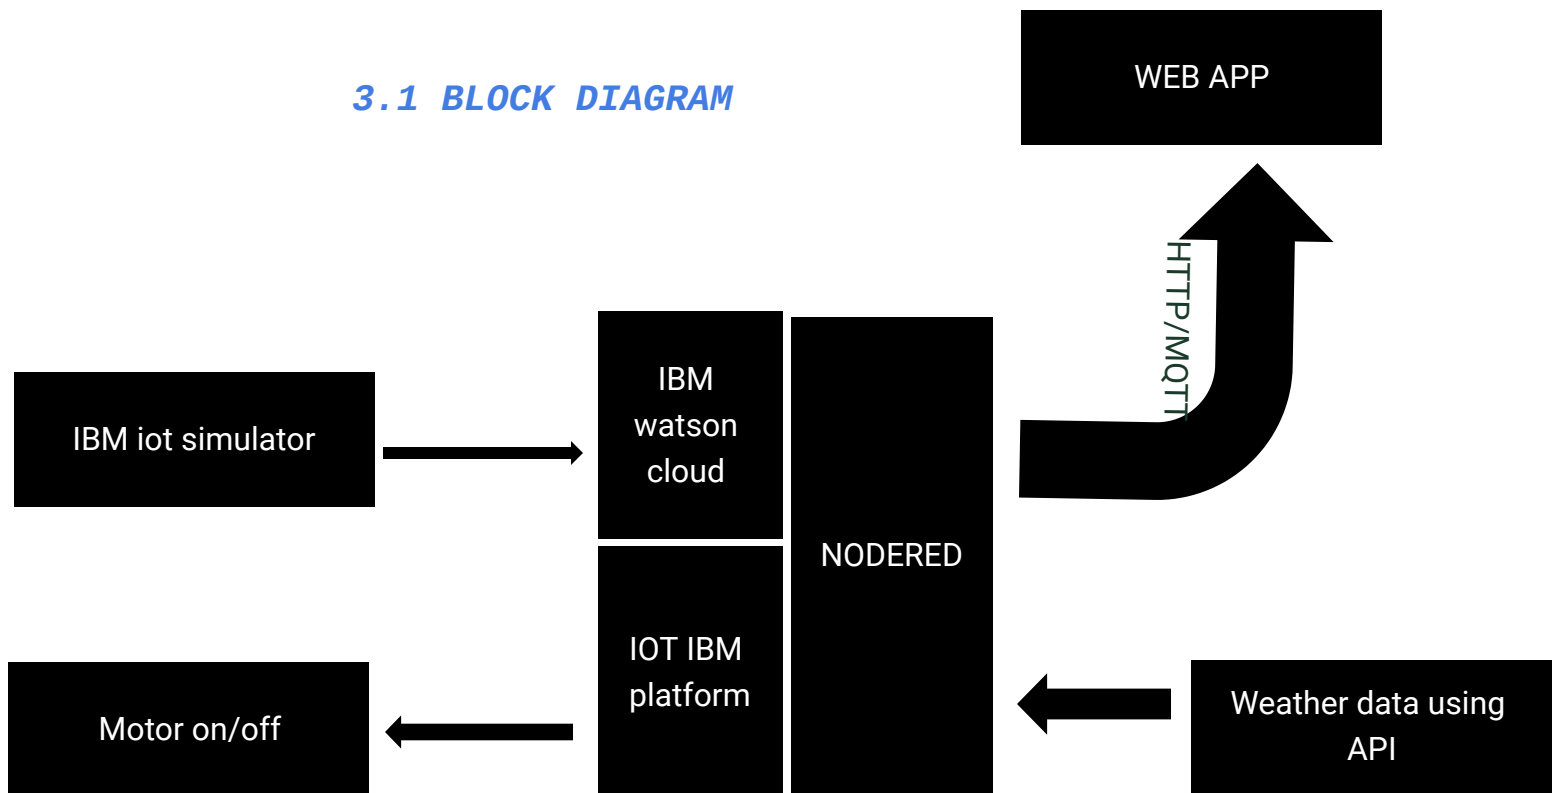 3.1 BLOCK DIAGRAM
WEB APP
HTTP/MQTT
IBM iot simulator
IBM
watson
cloud
NODERED
IOT IBM
platform
Motor on/off
Weather data using
API